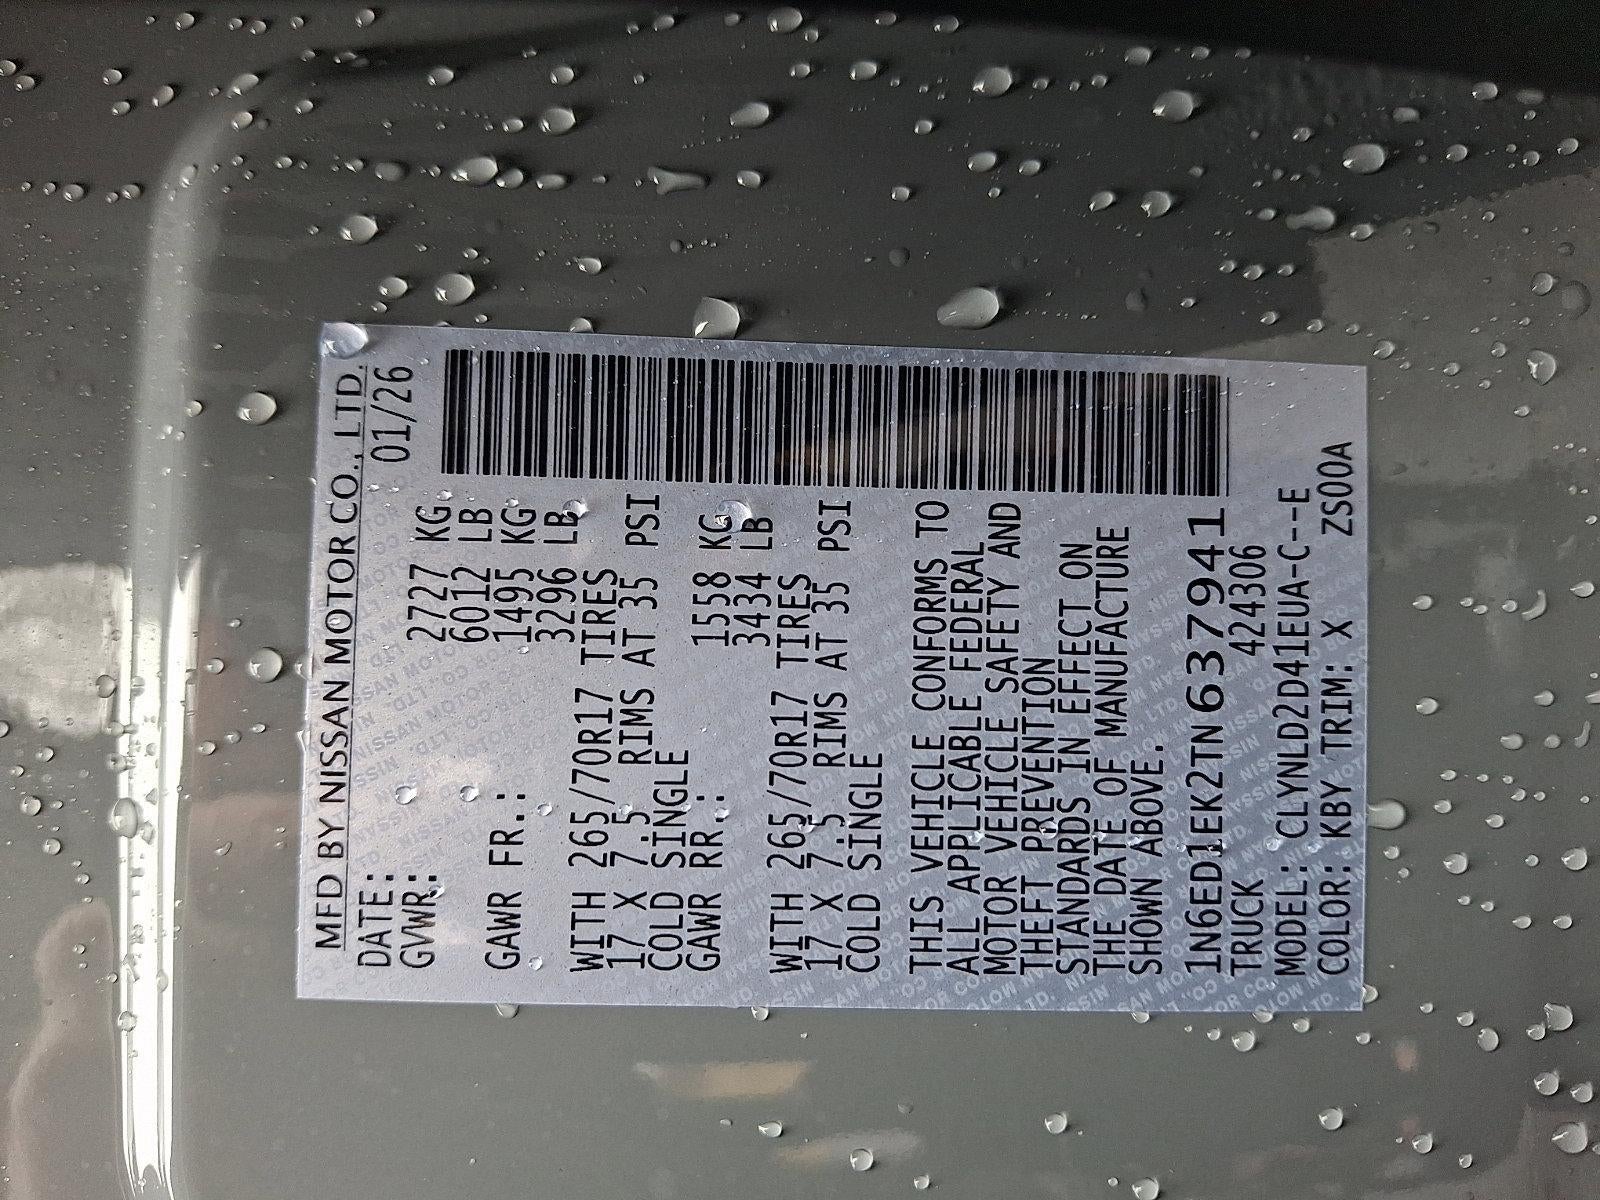 MFD BY NISSAN MOTOR CO., LTD.
DATE: 01/26
GVWR: 2727 KG
6012 LB
GAWR FR.: 1495 KG
3296 LB
WITH 265/70R17 TIRES
17 X 7.5 RIMS AT 35 PSI
COLD SINGLE
GAWR RR.: 1558 KG
3434 LB
WITH 265/70R17 TIRES
17 X 7.5 RIMS AT 35 PSI
COLD SINGLE
THIS VEHICLE CONFORMS TO
ALL APPLICABLE FEDERAL
MOTOR VEHICLE SAFETY AND
THEFT PREVENTION
STANDARDS IN EFFECT ON
THE DATE OF MANUFACTURE
SHOWN ABOVE.
1N6ED1EK2TN637941
TRUCK 424306
MODEL: CLYNLD2D41EUA-C--E
COLOR: KBY TRIM: X ZS00A